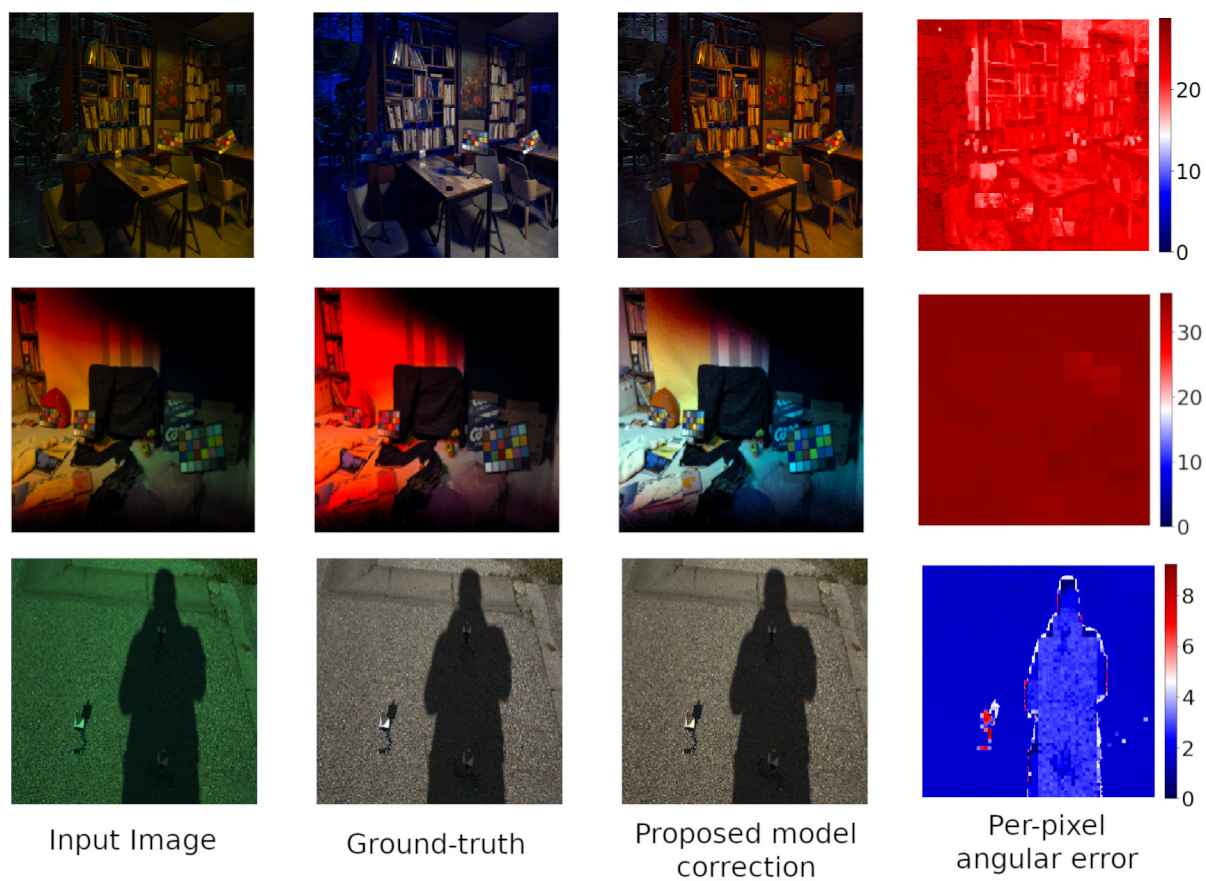 20
10
0
30
20
10
0
8
6
4
2
0
Input Image
Ground-truth
Proposed model
correction
Per-pixel
angular error